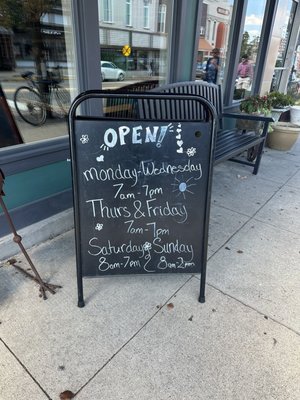 OPEN!
Monday-Wednesday
7am-7pm
Thurs & Friday
7am-7pm
Saturday Sunday
8am-7pm 8am-2pm